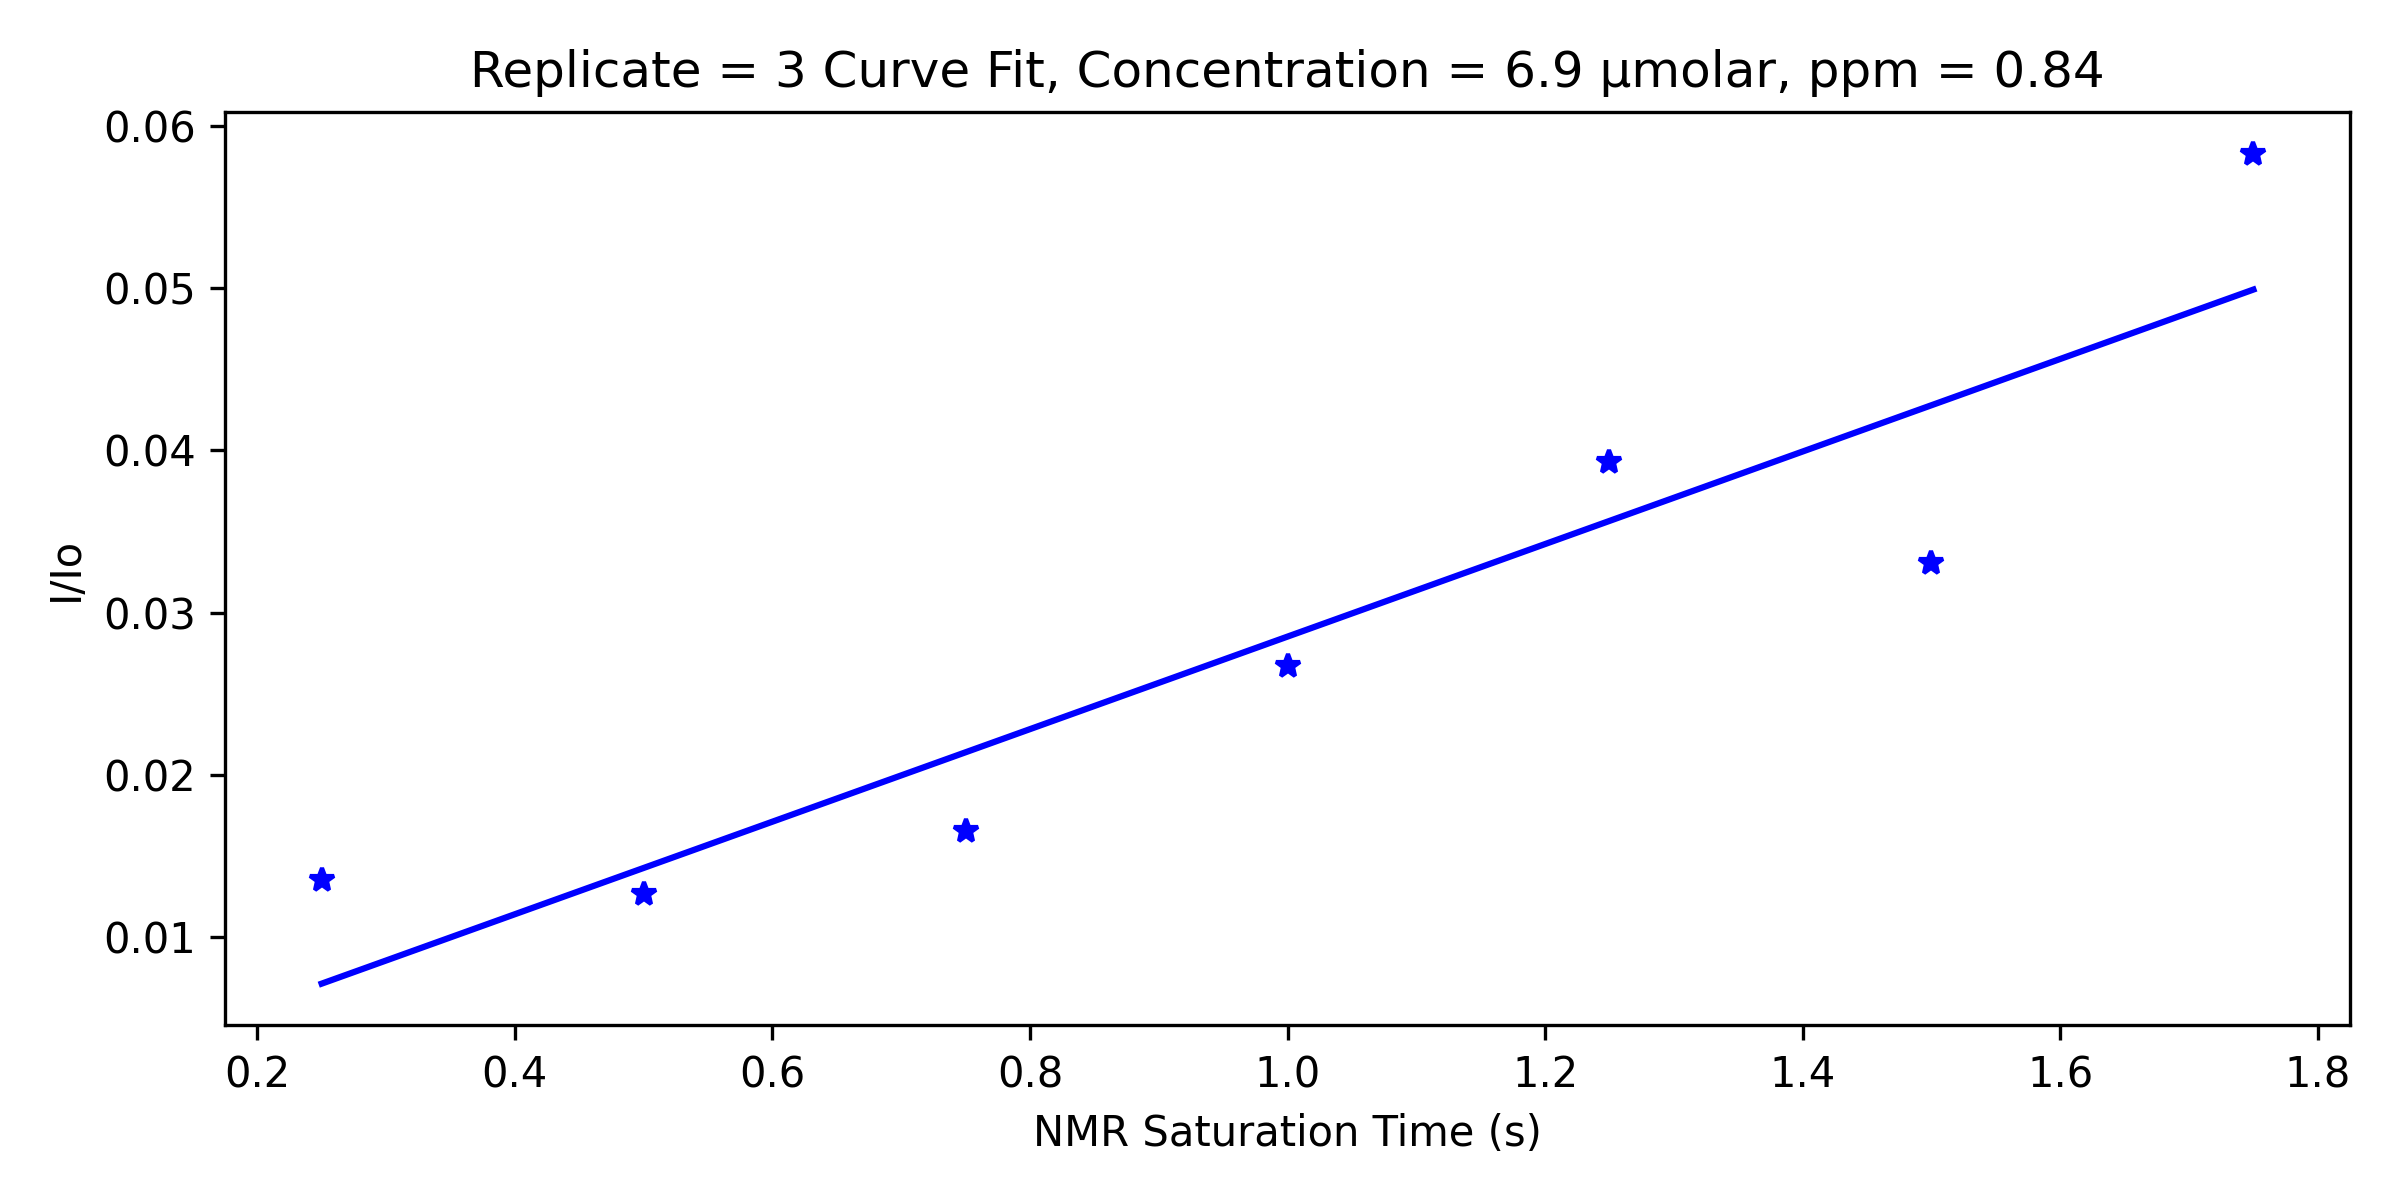 Replicate = 3 Curve Fit, Concentration = 6.9 µmolar, ppm = 0.84
0.06
0.05
0.04
0.03
0.02
0.01
I/Io
0.2 0.4 0.6 0.8 1.0 1.2 1.4 1.6 1.8
NMR Saturation Time (s)